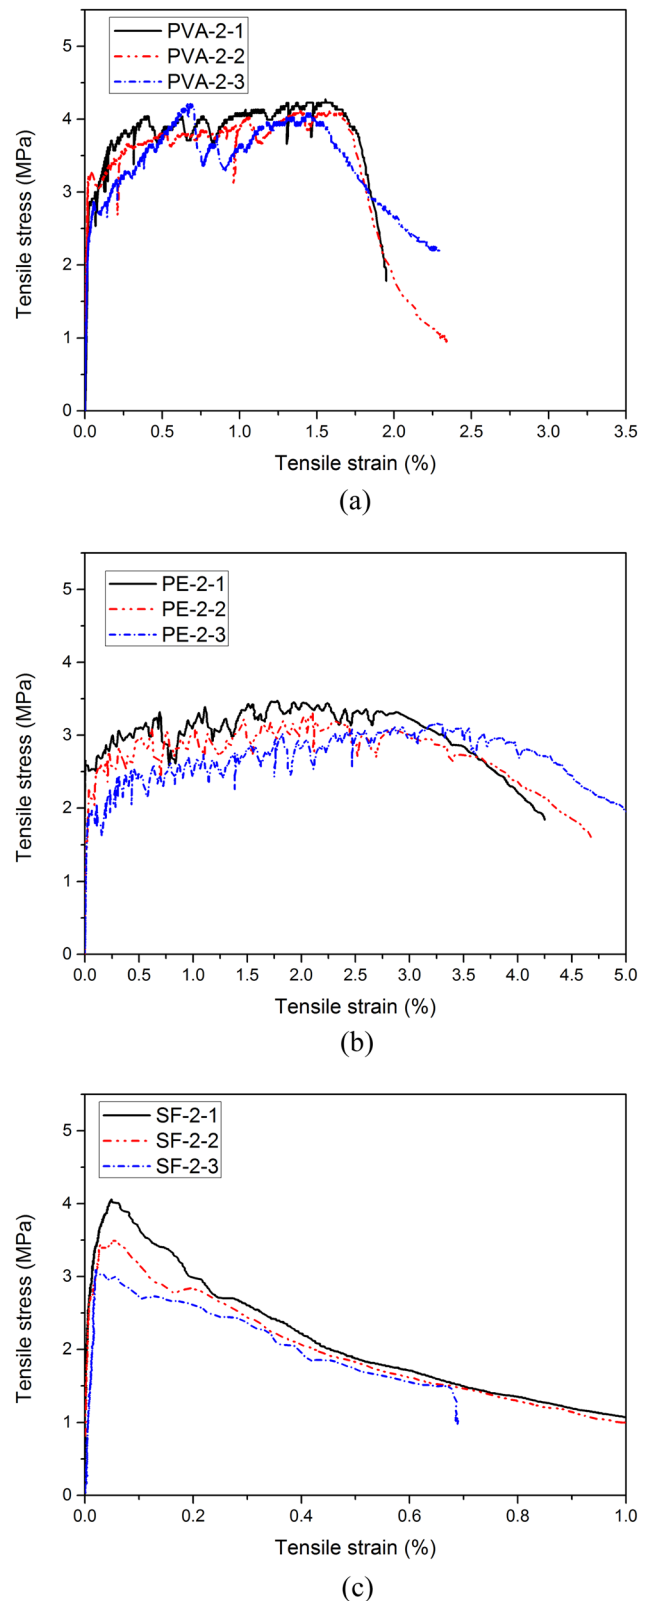 PVA-2-1
PVA-2-2
PVA-2-3
5
4
3
2
1
0
Tensile stress (MPa)
0.0 0.5 1.0 1.5 2.0 2.5 3.0 3.5
Tensile strain (%)
(a)
PE-2-1
PE-2-2
PE-2-3
5
4
3
2
1
0
Tensile stress (MPa)
0.0 0.5 1.0 1.5 2.0 2.5 3.0 3.5 4.0 4.5 5.0
Tensile strain (%)
(b)
SF-2-1
SF-2-2
SF-2-3
5
4
3
2
1
0
Tensile stress (MPa)
0.0 0.2 0.4 0.6 0.8 1.0
Tensile strain (%)
(c)